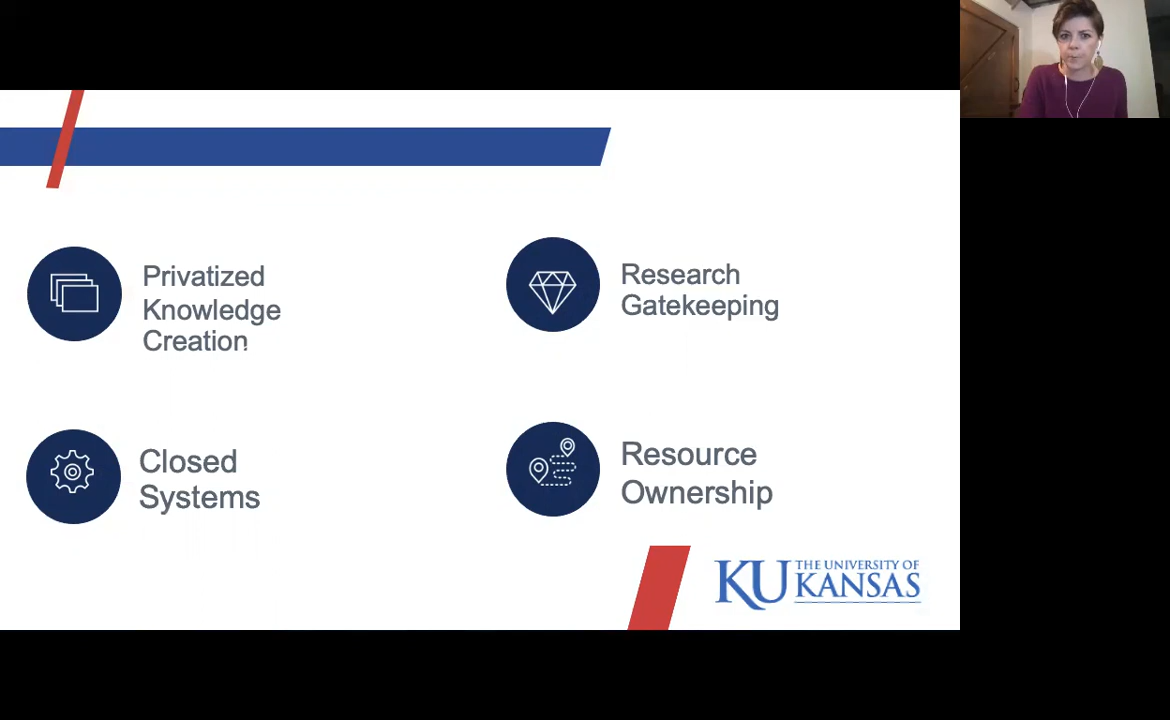 Privatized
Knowledge
Creation
Research
Gatekeeping
Closed
Systems
Resource
Ownership
KU THE UNIVERSITY OF
KANSAS